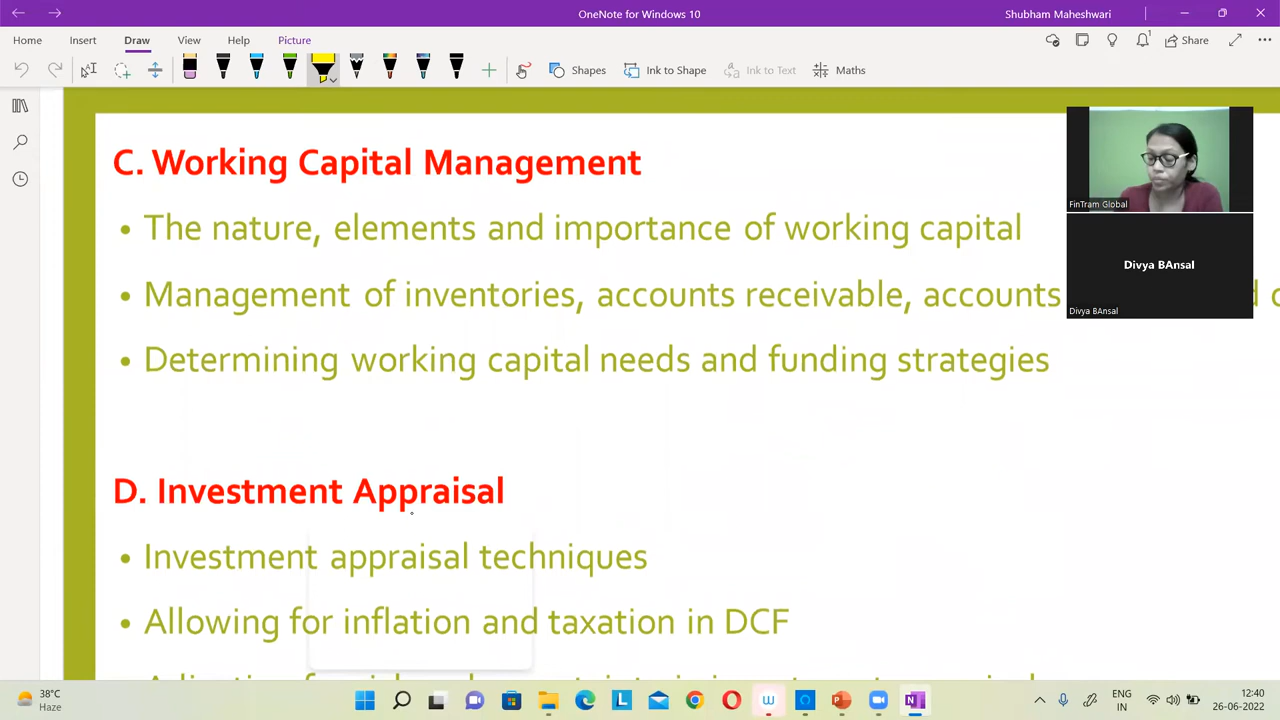 OneNote for Windows 10
Shubham Maheshwari
Home
Insert
Draw
View
Help
Picture
Share
Shapes
Ink to Shape
Ink to Text
Maths
C. Working Capital Management
• The nature, elements and importance of working capital
• Management of inventories, accounts receivable, accounts
• Determining working capital needs and funding strategies
D. Investment Appraisal
• Investment appraisal techniques
• Allowing for inflation and taxation in DCF
FinTram Global
Divya BAnsal
Divya BAnsal
38°C
Haze
ENG
IN
12:40
26-06-2022